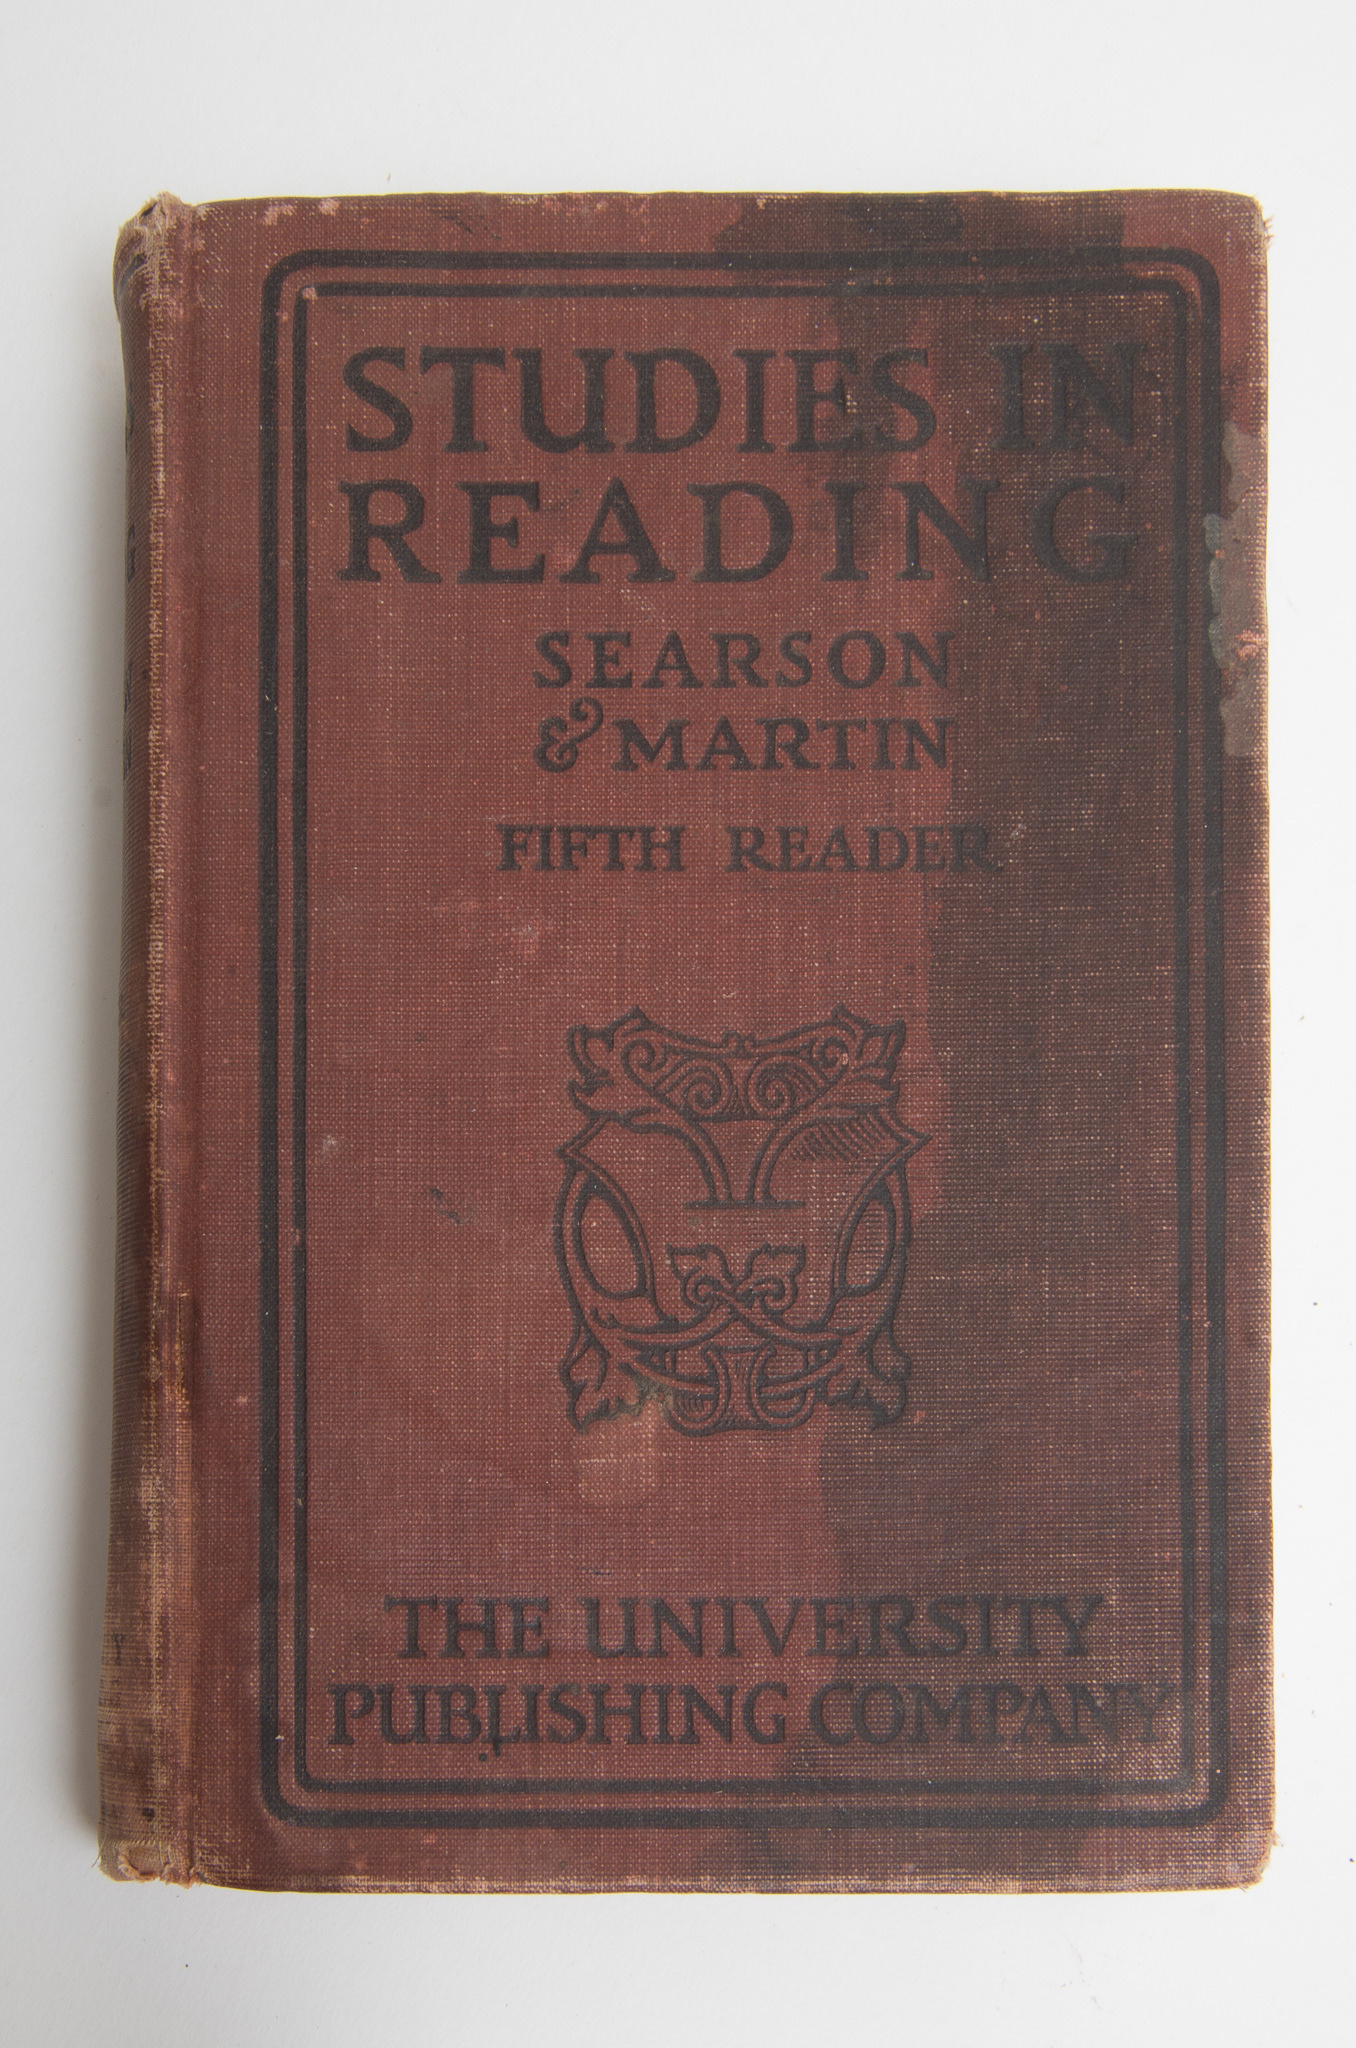 STUDIES IN
READING
SEARSON
& MARTIN
FIFTH READER
THE UNIVERSITY
PUBLISHING COMPANY